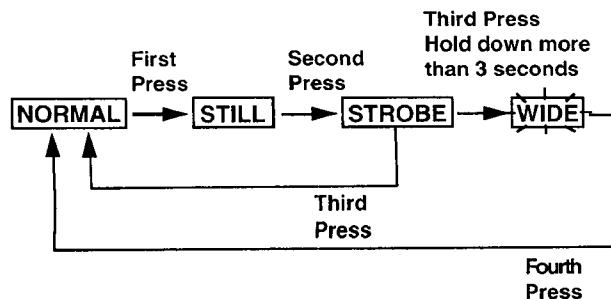 Third Press
Hold down more
than 3 seconds
First
Press
Second
Press
NORMAL
STILL
STROBE
WIDE
Third
Press
Fourth
Press